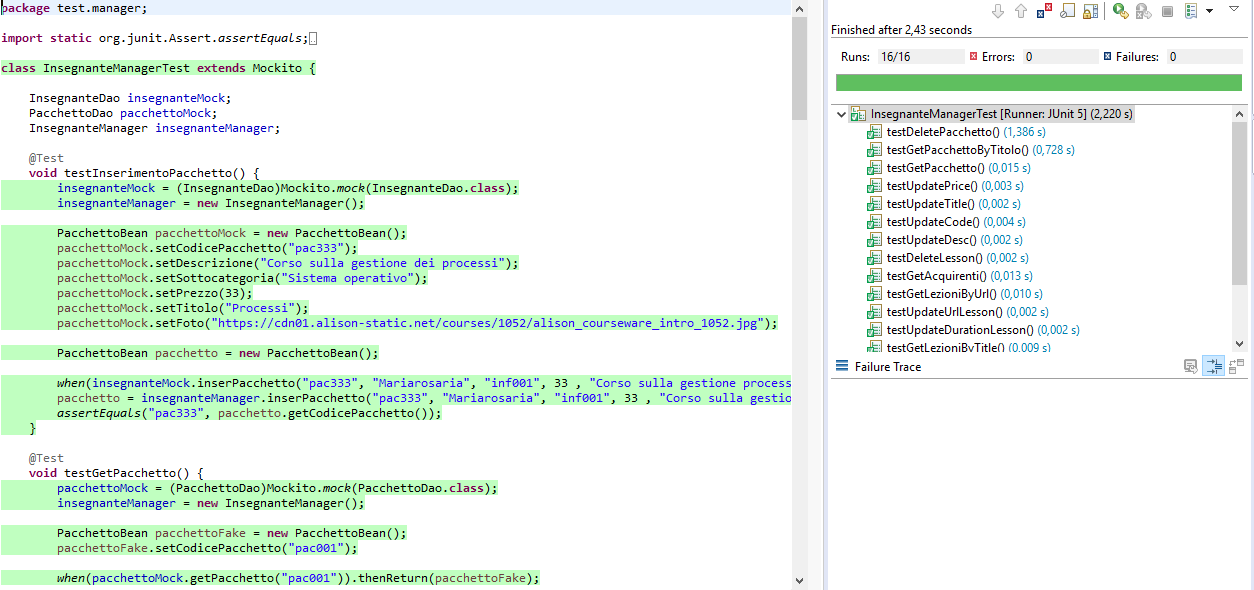 package test.manager;
import static org.junit.Assert.assertEquals;
class InsegnanteManagerTest extends Mockito {
InsegnanteDao insegnanteMock;
PacchettoDao pacchettoMock;
InsegnanteManager insegnanteManager;
@Test
void testInserimentoPacchetto() {
insegnanteMock = (InsegnanteDao)Mockito.mock(InsegnanteDao.class);
insegnanteManager = new InsegnanteManager();
PacchettoBean pacchettoMock = new PacchettoBean();
pacchettoMock.setCodicePacchetto("pac333");
pacchettoMock.setDescrizione("Corso sulla gestione dei processi");
pacchettoMock.setSottocategoria("Sistema operativo");
pacchettoMock.setPrezzo(33);
pacchettoMock.setTitolo("Processi");
pacchettoMock.setFoto("https://cdn01.alison-static.net/courses/1052/alison_courseware_intro_1052.jpg");
PacchettoBean pacchetto = new PacchettoBean();
when(insegnanteMock.inserPacchetto("pac333", "Mariarosaria", "inf001", 33 , "Corso sulla gestione process
pacchetto = insegnanteManager.inserPacchetto("pac333", "Mariarosaria", "inf001", 33 , "Corso sulla gestio
assertEquals("pac333", pacchetto.getCodicePacchetto());
}
@Test
void testGetPacchetto() {
pacchettoMock = (PacchettoDao)Mockito.mock(PacchettoDao.class);
insegnanteManager = new InsegnanteManager();
PacchettoBean pacchettoFake = new PacchettoBean();
pacchettoFake.setCodicePacchetto("pac001");
when(pacchettoMock.getPacchetto("pac001")).thenReturn(pacchettoFake);
Finished after 2,43 seconds
Runs: 16/16 Errors: 0 Failures: 0
InsegnanteManagerTest [Runner: JUnit 5] (2,220 s)
testDeletePacchetto() (1,386 s)
testGetPacchettoByTitolo() (0,728 s)
testGetPacchetto() (0,015 s)
testUpdatePrice() (0,003 s)
testUpdateTitle() (0,002 s)
testUpdateCode() (0,004 s)
testUpdateDesc() (0,002 s)
testDeleteLesson() (0,002 s)
testGetAcquirenti() (0,013 s)
testGetLezioniByUrl() (0,010 s)
testUpdateUrlLesson() (0,002 s)
testUpdateDurationLesson() (0,002 s)
testGetLezioniByTitle() (0,009 s)
Failure Trace